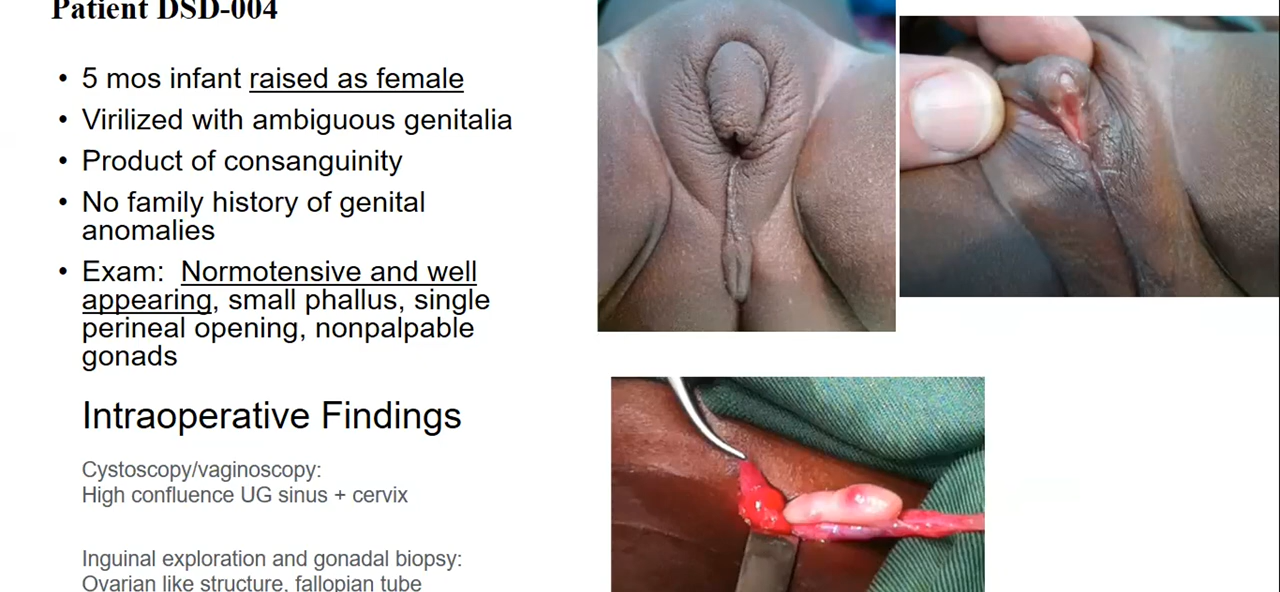 Patient DSD-004
• 5 mos infant raised as female
• Virilized with ambiguous genitalia
• Product of consanguinity
• No family history of genital
anomalies
• Exam: Normotensive and well
appearing, small phallus, single
perineal opening, nonpalpable
gonads
Intraoperative Findings
Cystoscopy/vaginoscopy:
High confluence UG sinus + cervix
Inguinal exploration and gonadal biopsy:
Ovarian like structure, fallopian tube